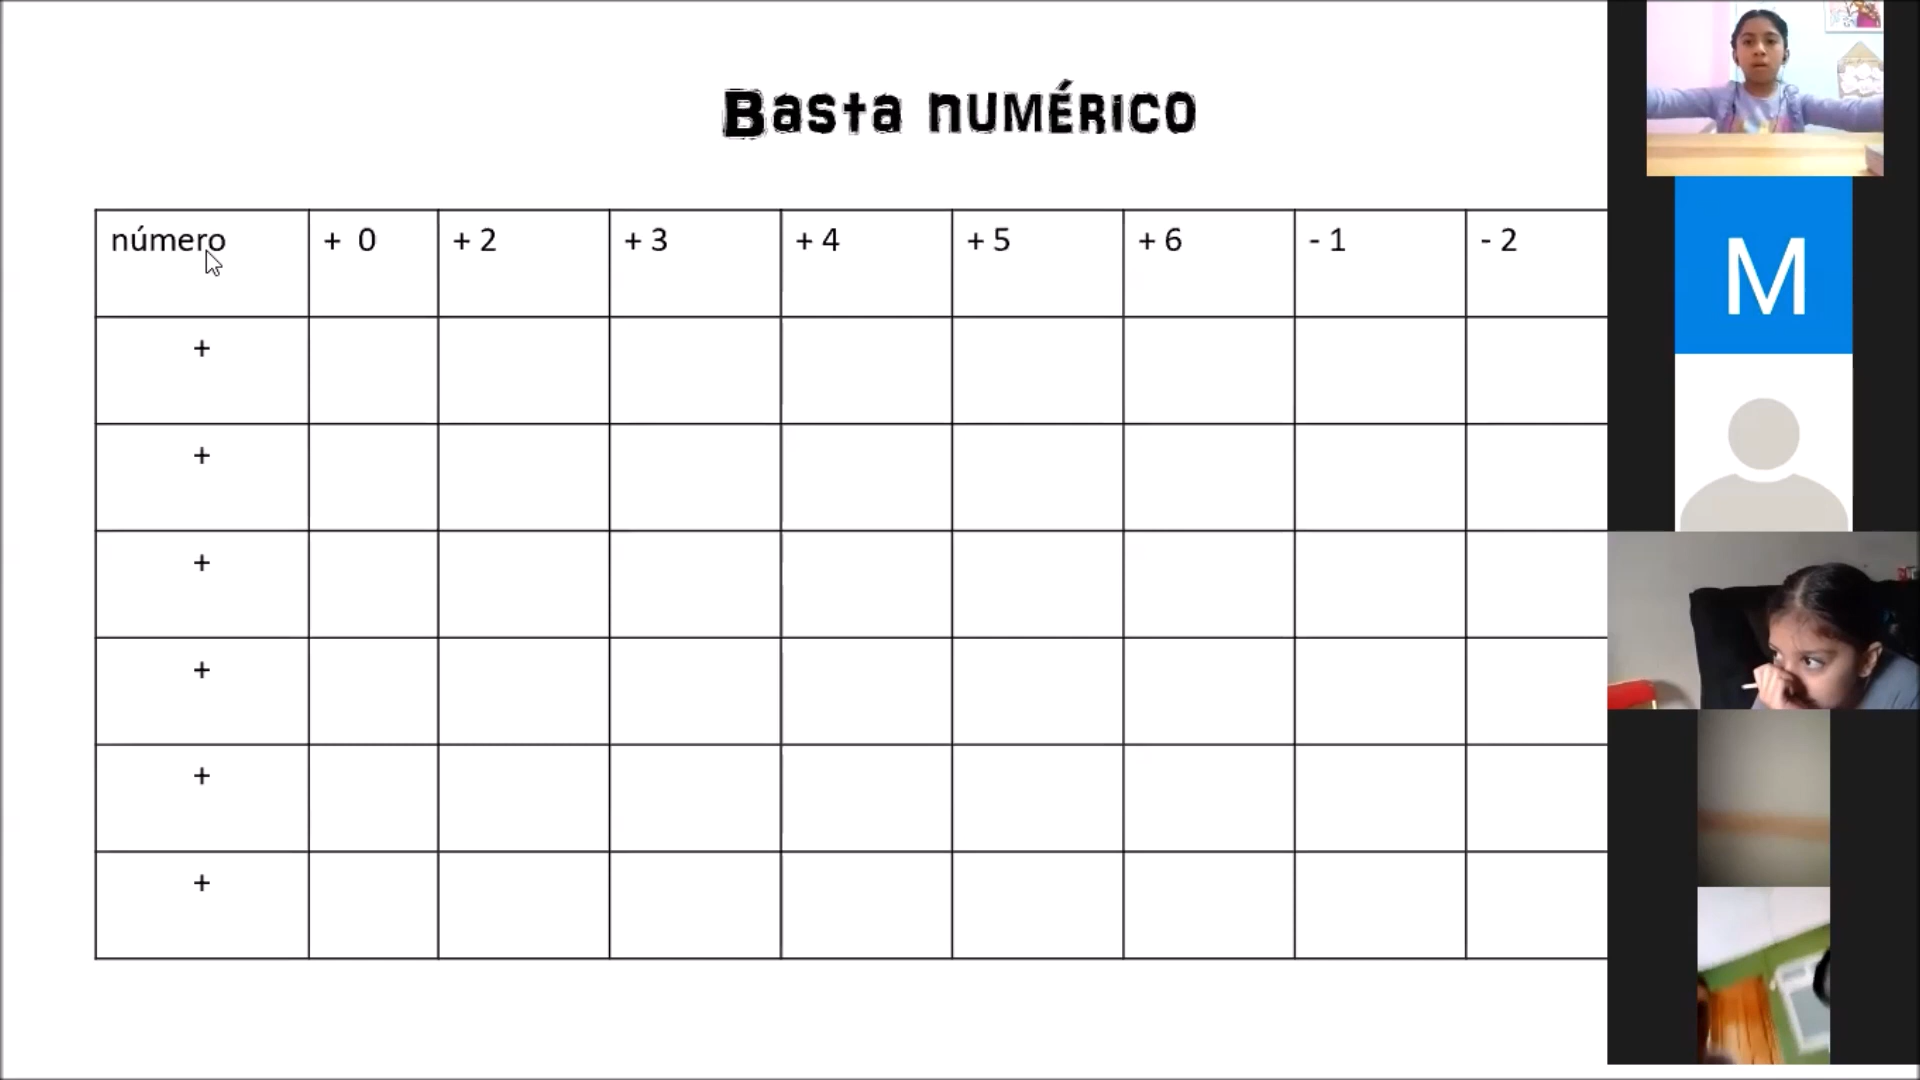 Basta NUMÉRICO
número + 0 + 2 + 3 + 4 + 5 + 6 - 1 - 2
+
+
+
+
+
+
M